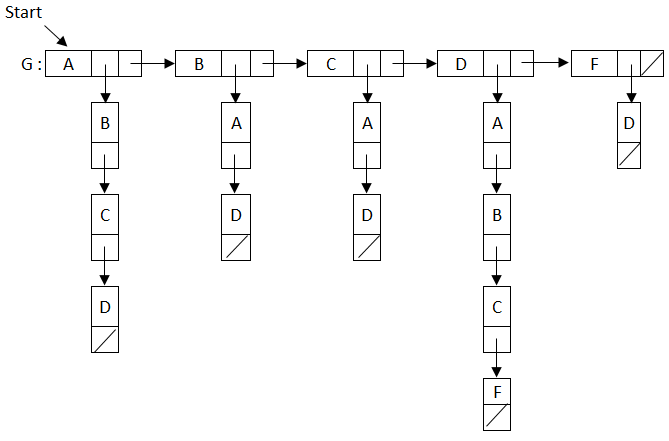 Start
G : A B C D F
B A A A D
C D D B
D C
F